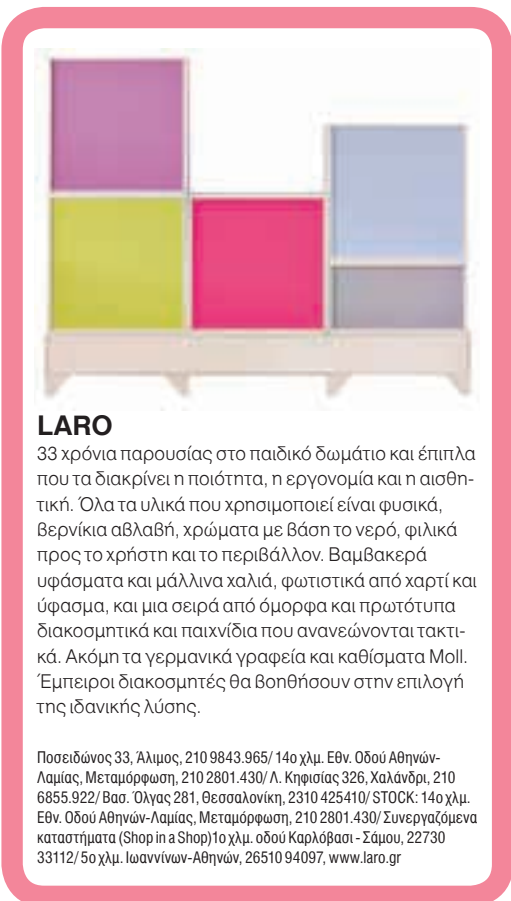 LARO
33 χρόνια παρουσίας στο παιδικό δωμάτιο και έπιπλα
που τα διακρίνει η ποιότητα, η εργονομία και η αισθη-
τική. Όλα τα υλικά που χρησιμοποιεί είναι φυσικά,
βερνίκια αβλαβή, χρώματα με βάση το νερό, φιλικά
προς το χρήστη και το περιβάλλον. Βαμβακερά
υφάσματα και μάλλινα χαλιά, φωτιστικά από χαρτί και
ύφασμα, και μια σειρά από όμορφα και πρωτότυπα
διακοσμητικά και παιχνίδια που ανανεώνονται τακτι-
κά. Ακόμη τα γερμανικά γραφεία και καθίσματα Moll.
Έμπειροι διακοσμητές θα βοηθήσουν στην επιλογή
της ιδανικής λύσης.
Ποσειδώνος 33, Άλιμος, 210 9843.965/ 14ο χλμ. Εθν. Οδού Αθηνών-
Λαμίας, Μεταμόρφωση, 210 2801.430/ Λ. Κηφισίας 326, Χαλάνδρι, 210
6855.922/ Βασ. Όλγας 281, Θεσσαλονίκη, 2310 425410/ STOCK: 14ο χλμ.
Εθν. Οδού Αθηνών-Λαμίας, Μεταμόρφωση, 210 2801.430/ Συνεργαζόμενα
καταστήματα (Shop in a Shop)1ο χλμ. οδού Καρλόβασι - Σάμου, 22730
33112/ 5ο χλμ. Ιωαννίνων-Αθηνών, 26510 94097, www.laro.gr